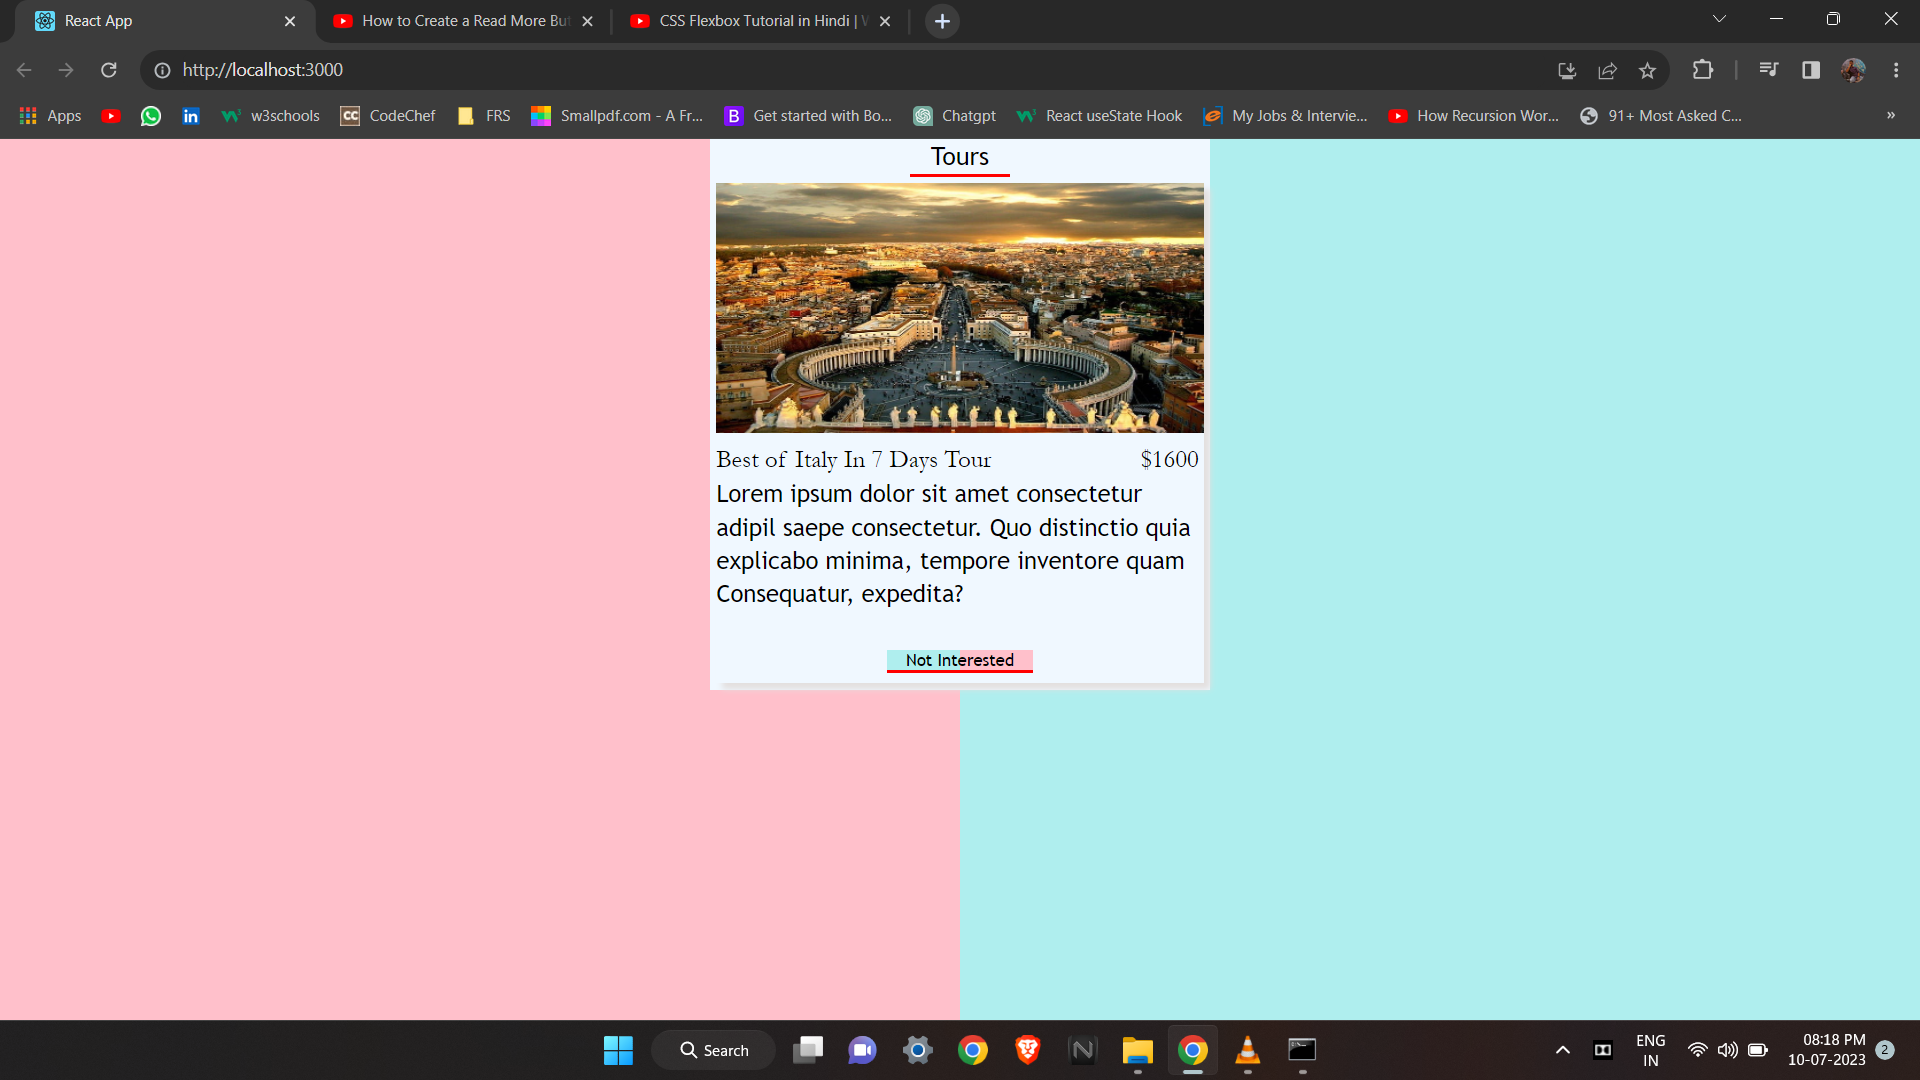 React App
How to Create a Read More Bu
CSS Flexbox Tutorial in Hindi | W
http://localhost:3000
Apps
in
w3schools
CC
CodeChef
FRS
Smallpdf.com - A Fr...
B
Get started with Bo...
Chatgpt
React useState Hook
My Jobs & Intervie...
How Recursion Wor...
91+ Most Asked C...
»
Tours
Best of Italy In 7 Days Tour $1600
Lorem ipsum dolor sit amet consectetur
adipil saepe consectetur. Quo distinctio quia
explicabo minima, tempore inventore quam
Consequatur, expedita?
Not Interested
Search
ENG
IN
08:18 PM
10-07-2023
2